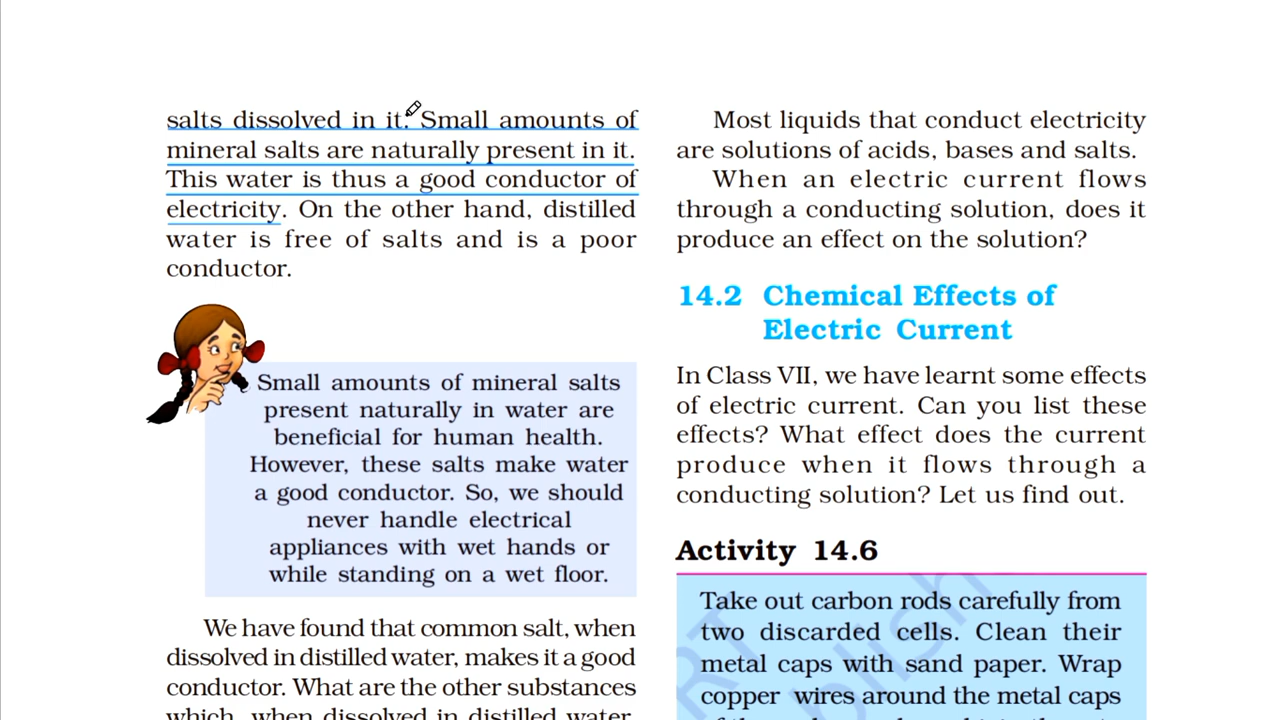 salts dissolved in it. Small amounts of
mineral salts are naturally present in it.
This water is thus a good conductor of
electricity. On the other hand, distilled
water is free of salts and is a poor
conductor.
Small amounts of mineral salts
present naturally in water are
beneficial for human health.
However, these salts make water
a good conductor. So, we should
never handle electrical
appliances with wet hands or
while standing on a wet floor.
We have found that common salt, when
dissolved in distilled water, makes it a good
conductor. What are the other substances
which, when dissolved in distilled water,
Most liquids that conduct electricity
are solutions of acids, bases and salts.
When an electric current flows
through a conducting solution, does it
produce an effect on the solution?
14.2 Chemical Effects of
Electric Current
In Class VII, we have learnt some effects
of electric current. Can you list these
effects? What effect does the current
produce when it flows through a
conducting solution? Let us find out.
Activity 14.6
Take out carbon rods carefully from
two discarded cells. Clean their
metal caps with sand paper. Wrap
copper wires around the metal caps